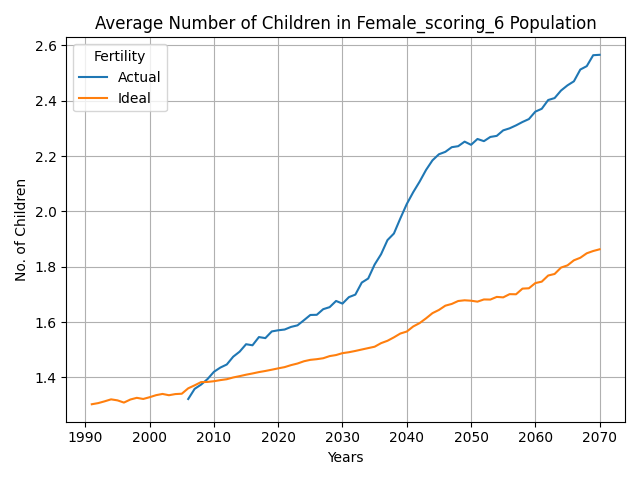 Average Number of Children in Female_scoring_6 Population
Fertility
Actual
Ideal
No. of Children
2.6
2.4
2.2
2.0
1.8
1.6
1.4
1990 2000 2010 2020 2030 2040 2050 2060 2070
Years